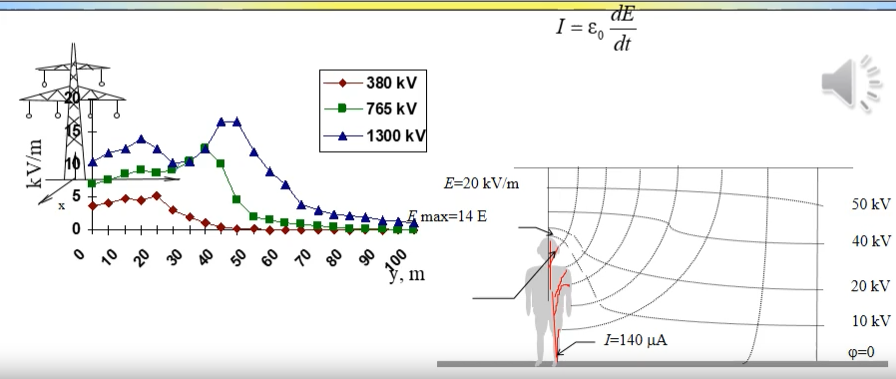 I = ε₀ dE/dt
380 kV
765 kV
1300 kV
kV/m
20
15
10
5
0
x
0
10
20
30
40
50
60
70
80
90
100
y, m
E=20 kV/m
E max=14 E
I=140 μA
50 kV
40 kV
20 kV
10 kV
φ=0